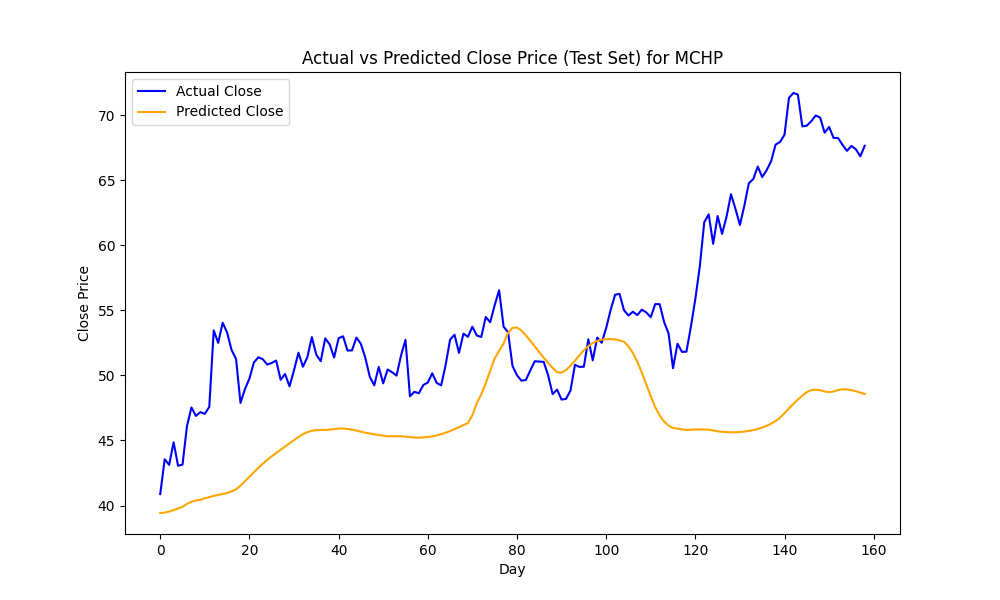 Actual vs Predicted Close Price (Test Set) for MCHP
Actual Close
Predicted Close
70
65
60
55
50
45
40
Close Price
0 20 40 60 80 100 120 140 160
Day